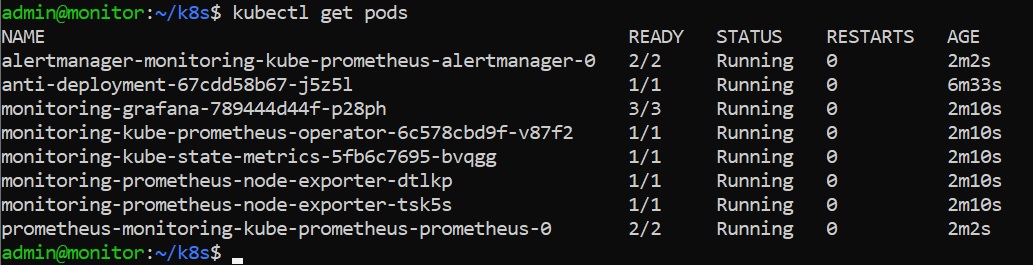 admin@monitor:~/k8s$ kubectl get pods
NAME READY STATUS RESTARTS AGE
alertmanager-monitoring-kube-prometheus-alertmanager-0 2/2 Running 0 2m2s
anti-deployment-67cdd58b67-j5z5l 1/1 Running 0 6m33s
monitoring-grafana-789444d44f-p28ph 3/3 Running 0 2m10s
monitoring-kube-prometheus-operator-6c578cbd9f-v87f2 1/1 Running 0 2m10s
monitoring-kube-state-metrics-5fb6c7695-bvqgg 1/1 Running 0 2m10s
monitoring-prometheus-node-exporter-dtlkp 1/1 Running 0 2m10s
monitoring-prometheus-node-exporter-tsk5s 1/1 Running 0 2m10s
prometheus-monitoring-kube-prometheus-prometheus-0 2/2 Running 0 2m2s
admin@monitor:~/k8s$